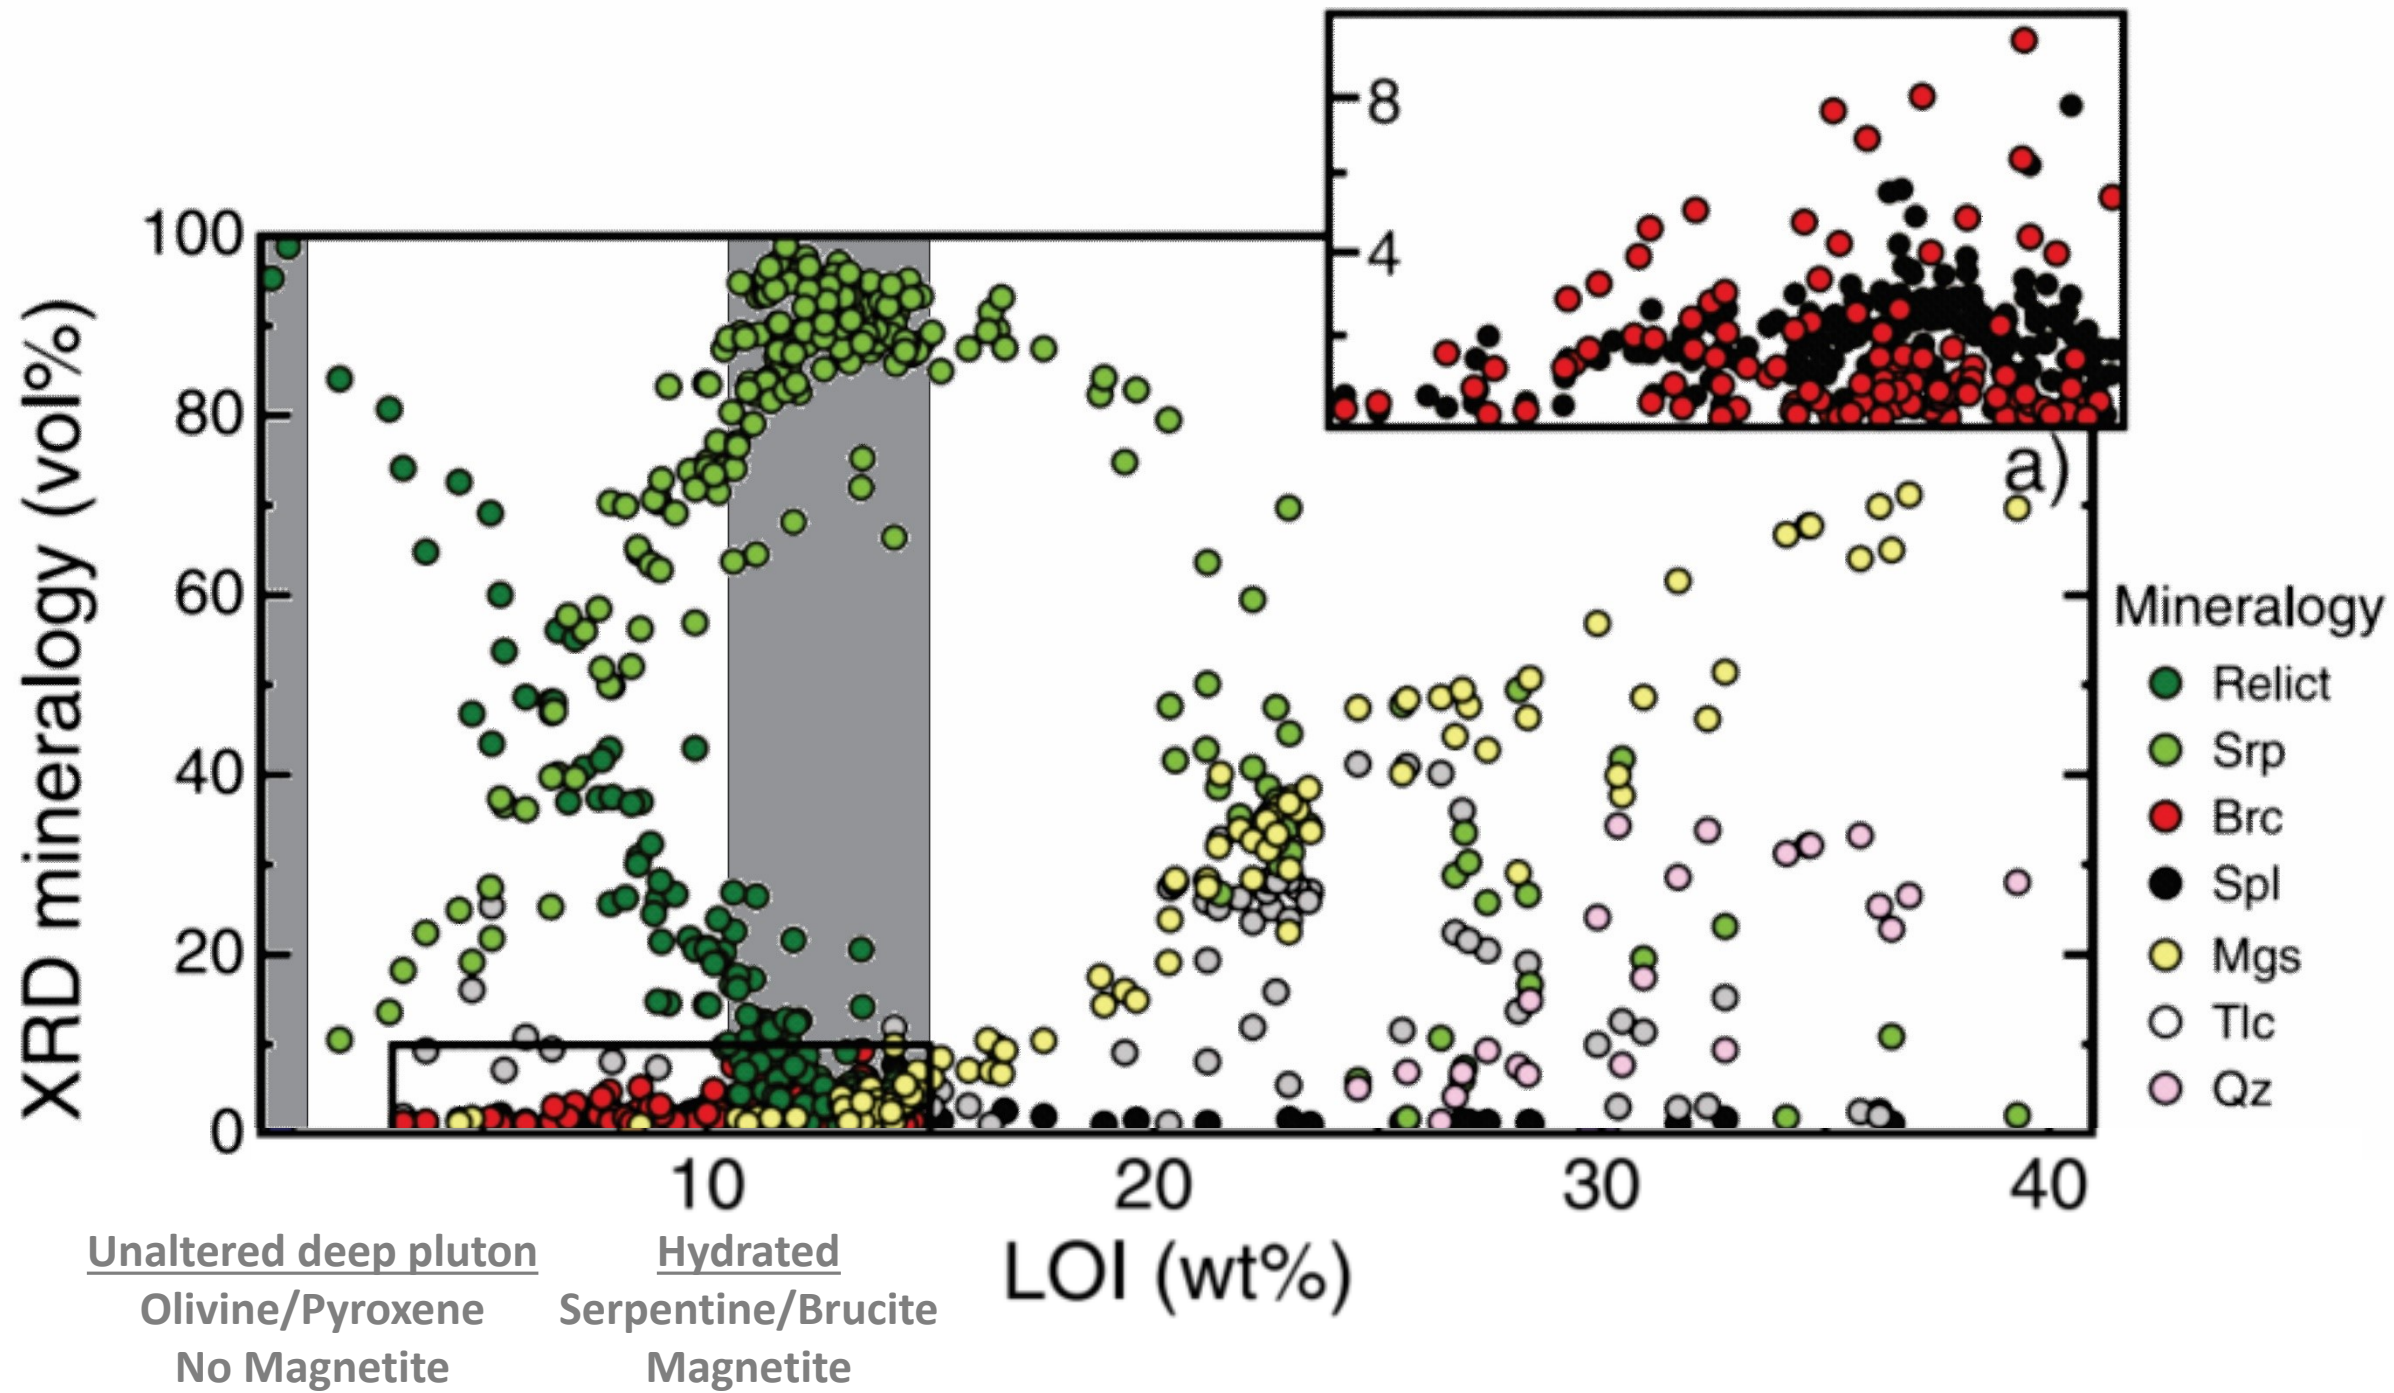 8
4
100
80
60
40
20
0
XRD mineralogy (vol%)
a)
Mineralogy
Relict
Srp
Brc
Spl
Mgs
Tlc
Qz
10 20 30 40
LOI (wt%)
Unaltered deep pluton
Olivine/Pyroxene
No Magnetite
Hydrated
Serpentine/Brucite
Magnetite